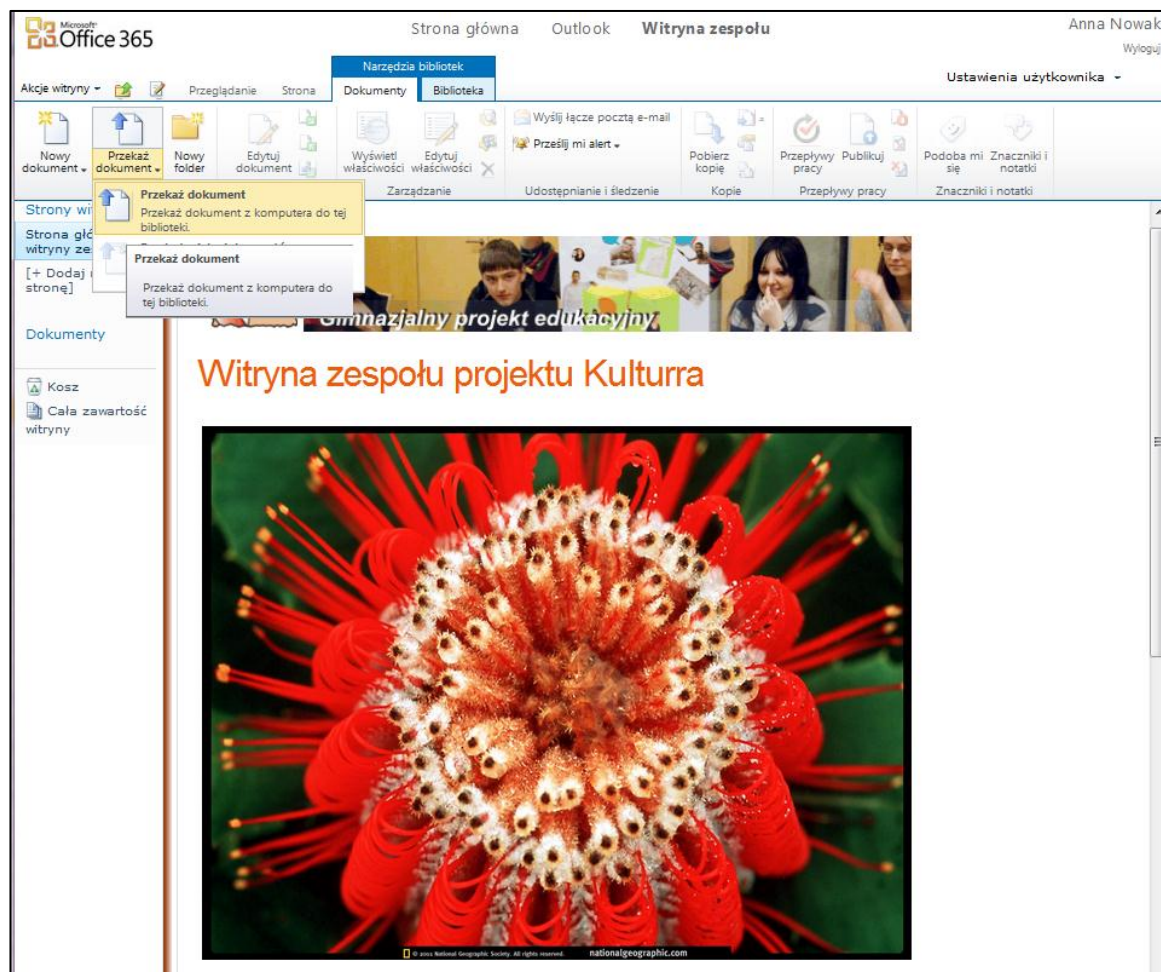 Microsoft
Office 365
Strona główna Outlook Witryna zespołu
Anna Nowak
Wyloguj
Narzędzia bibliotek
Ustawienia użytkownika
Akcje witryny Przeglądanie Strona Dokumenty Biblioteka
Nowy dokument
Przekaż dokument
Nowy folder
Edytuj dokument
Wyświetl właściwości
Edytuj właściwości
Wyślij łącze pocztą e-mail
Prześlij mi alert
Pobierz kopię
Przepływy pracy
Publikuj
Podoba mi się
Znaczniki i notatki
Zarządzanie
Udostępnianie i śledzenie
Kopie
Przepływy pracy
Znaczniki i notatki
Przekaż dokument
Przekaż dokument z komputera do tej
biblioteki.
Przekaż dokument
Przekaż dokument z komputera do
tej biblioteki.
Strony
Strona
witryny
[+ Dodaj
stronę]
Dokumenty
Kosz
Cała zawartość
witryny
Gimnazjalny projekt edukacyjny
Witryna zespołu projektu Kulturra
© 2011 National Geographic Society. All rights reserved. nationalgeographic.com